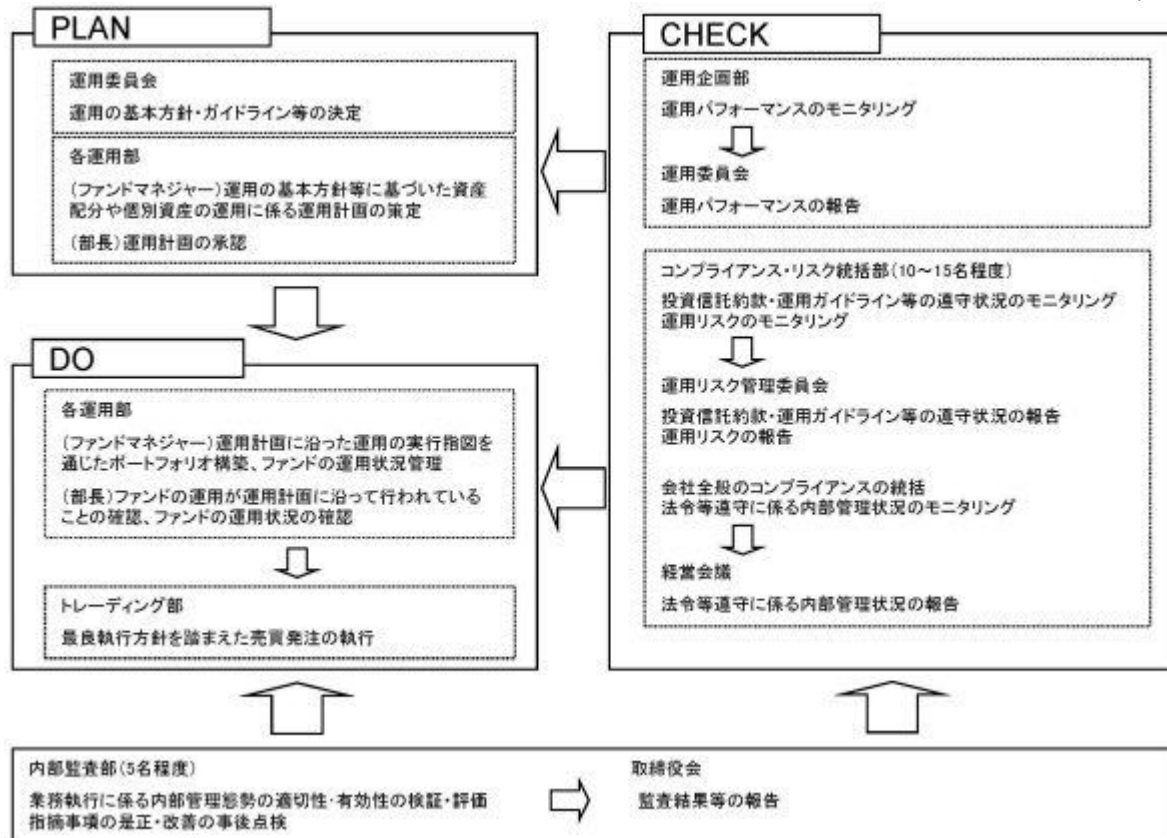 PLAN
運用委員会
運用の基本方針・ガイドライン等の決定
各運用部
(ファンドマネジャー)運用の基本方針等に基づいた資産
配分や個別資産の運用に係る運用計画の策定
(部長)運用計画の承認
DO
各運用部
(ファンドマネジャー)運用計画に沿った運用の実行指図を
通じたポートフォリオ構築、ファンドの運用状況管理
(部長)ファンドの運用が運用計画に沿って行われている
ことの確認、ファンドの運用状況の確認
トレーディング部
最良執行方針を踏まえた売買発注の執行
CHECK
運用企画部
運用パフォーマンスのモニタリング
運用委員会
運用パフォーマンスの報告
コンプライアンス・リスク統括部(10～15名程度)
投資信託約款・運用ガイドライン等の遵守状況のモニタリング
運用リスクのモニタリング
運用リスク管理委員会
投資信託約款・運用ガイドライン等の遵守状況の報告
運用リスクの報告
会社全般のコンプライアンスの統括
法令等遵守に係る内部管理状況のモニタリング
経営会議
法令等遵守に係る内部管理状況の報告
内部監査部(5名程度)
業務執行に係る内部管理態勢の適切性・有効性の検証・評価
指摘事項の是正・改善の事後点検
取締役会
監査結果等の報告